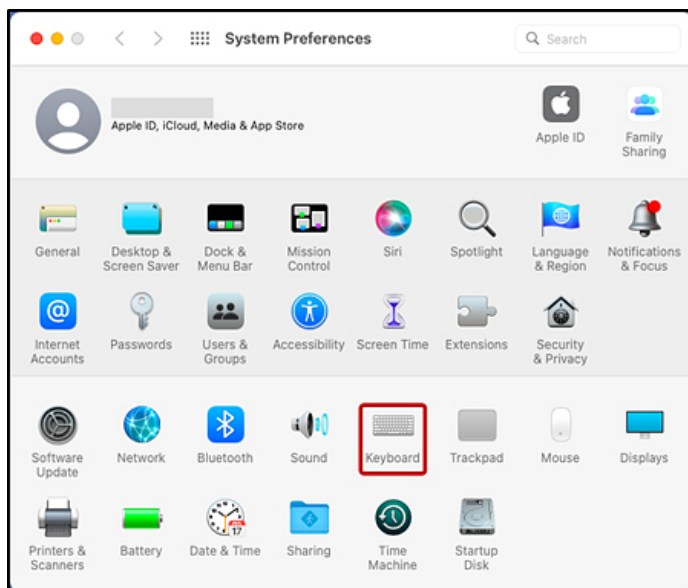 System Preferences
Search
Apple ID, iCloud, Media & App Store
Apple ID
Family
Sharing
General
Desktop &
Screen Saver
Dock &
Menu Bar
Mission
Control
Siri
Spotlight
Language
& Region
Notifications
& Focus
Internet
Accounts
Passwords
Users &
Groups
Accessibility
Screen Time
Extensions
Security
& Privacy
Software
Update
Network
Bluetooth
Sound
Keyboard
Trackpad
Mouse
Displays
Printers &
Scanners
Battery
17
Date & Time
Sharing
Time
Machine
Startup
Disk